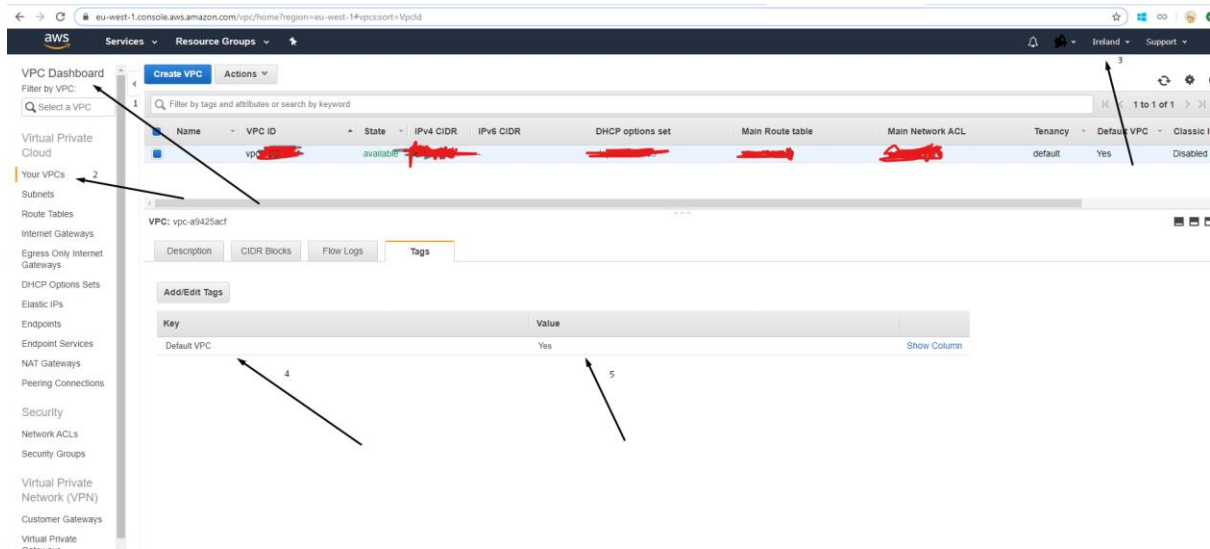 eu-west-1.console.aws.amazon.com/vpc/home?region=eu-west-1#vpcs:sort=VpcId
aws Services Resource Groups Ireland Support
3
VPC Dashboard
Filter by VPC:
Select a VPC
1
Create VPC Actions
Filter by tags and attributes or search by keyword
1 to 1 of 1
Name VPC ID State IPv4 CIDR IPv6 CIDR DHCP options set Main Route table Main Network ACL Tenancy Default VPC Classic
available default Yes Disabled
Virtual Private
Cloud
Your VPCs 2
Subnets
Route Tables
Internet Gateways
Egress Only Internet
Gateways
DHCP Options Sets
Elastic IPs
Endpoints
Endpoint Services
NAT Gateways
Peering Connections
Security
Network ACLs
Security Groups
Virtual Private
Network (VPN)
Customer Gateways
Virtual Private
VPC: vpc-a9425acf
Description CIDR Blocks Flow Logs Tags
Add/Edit Tags
Key Value
Default VPC Yes Show Column
4 5